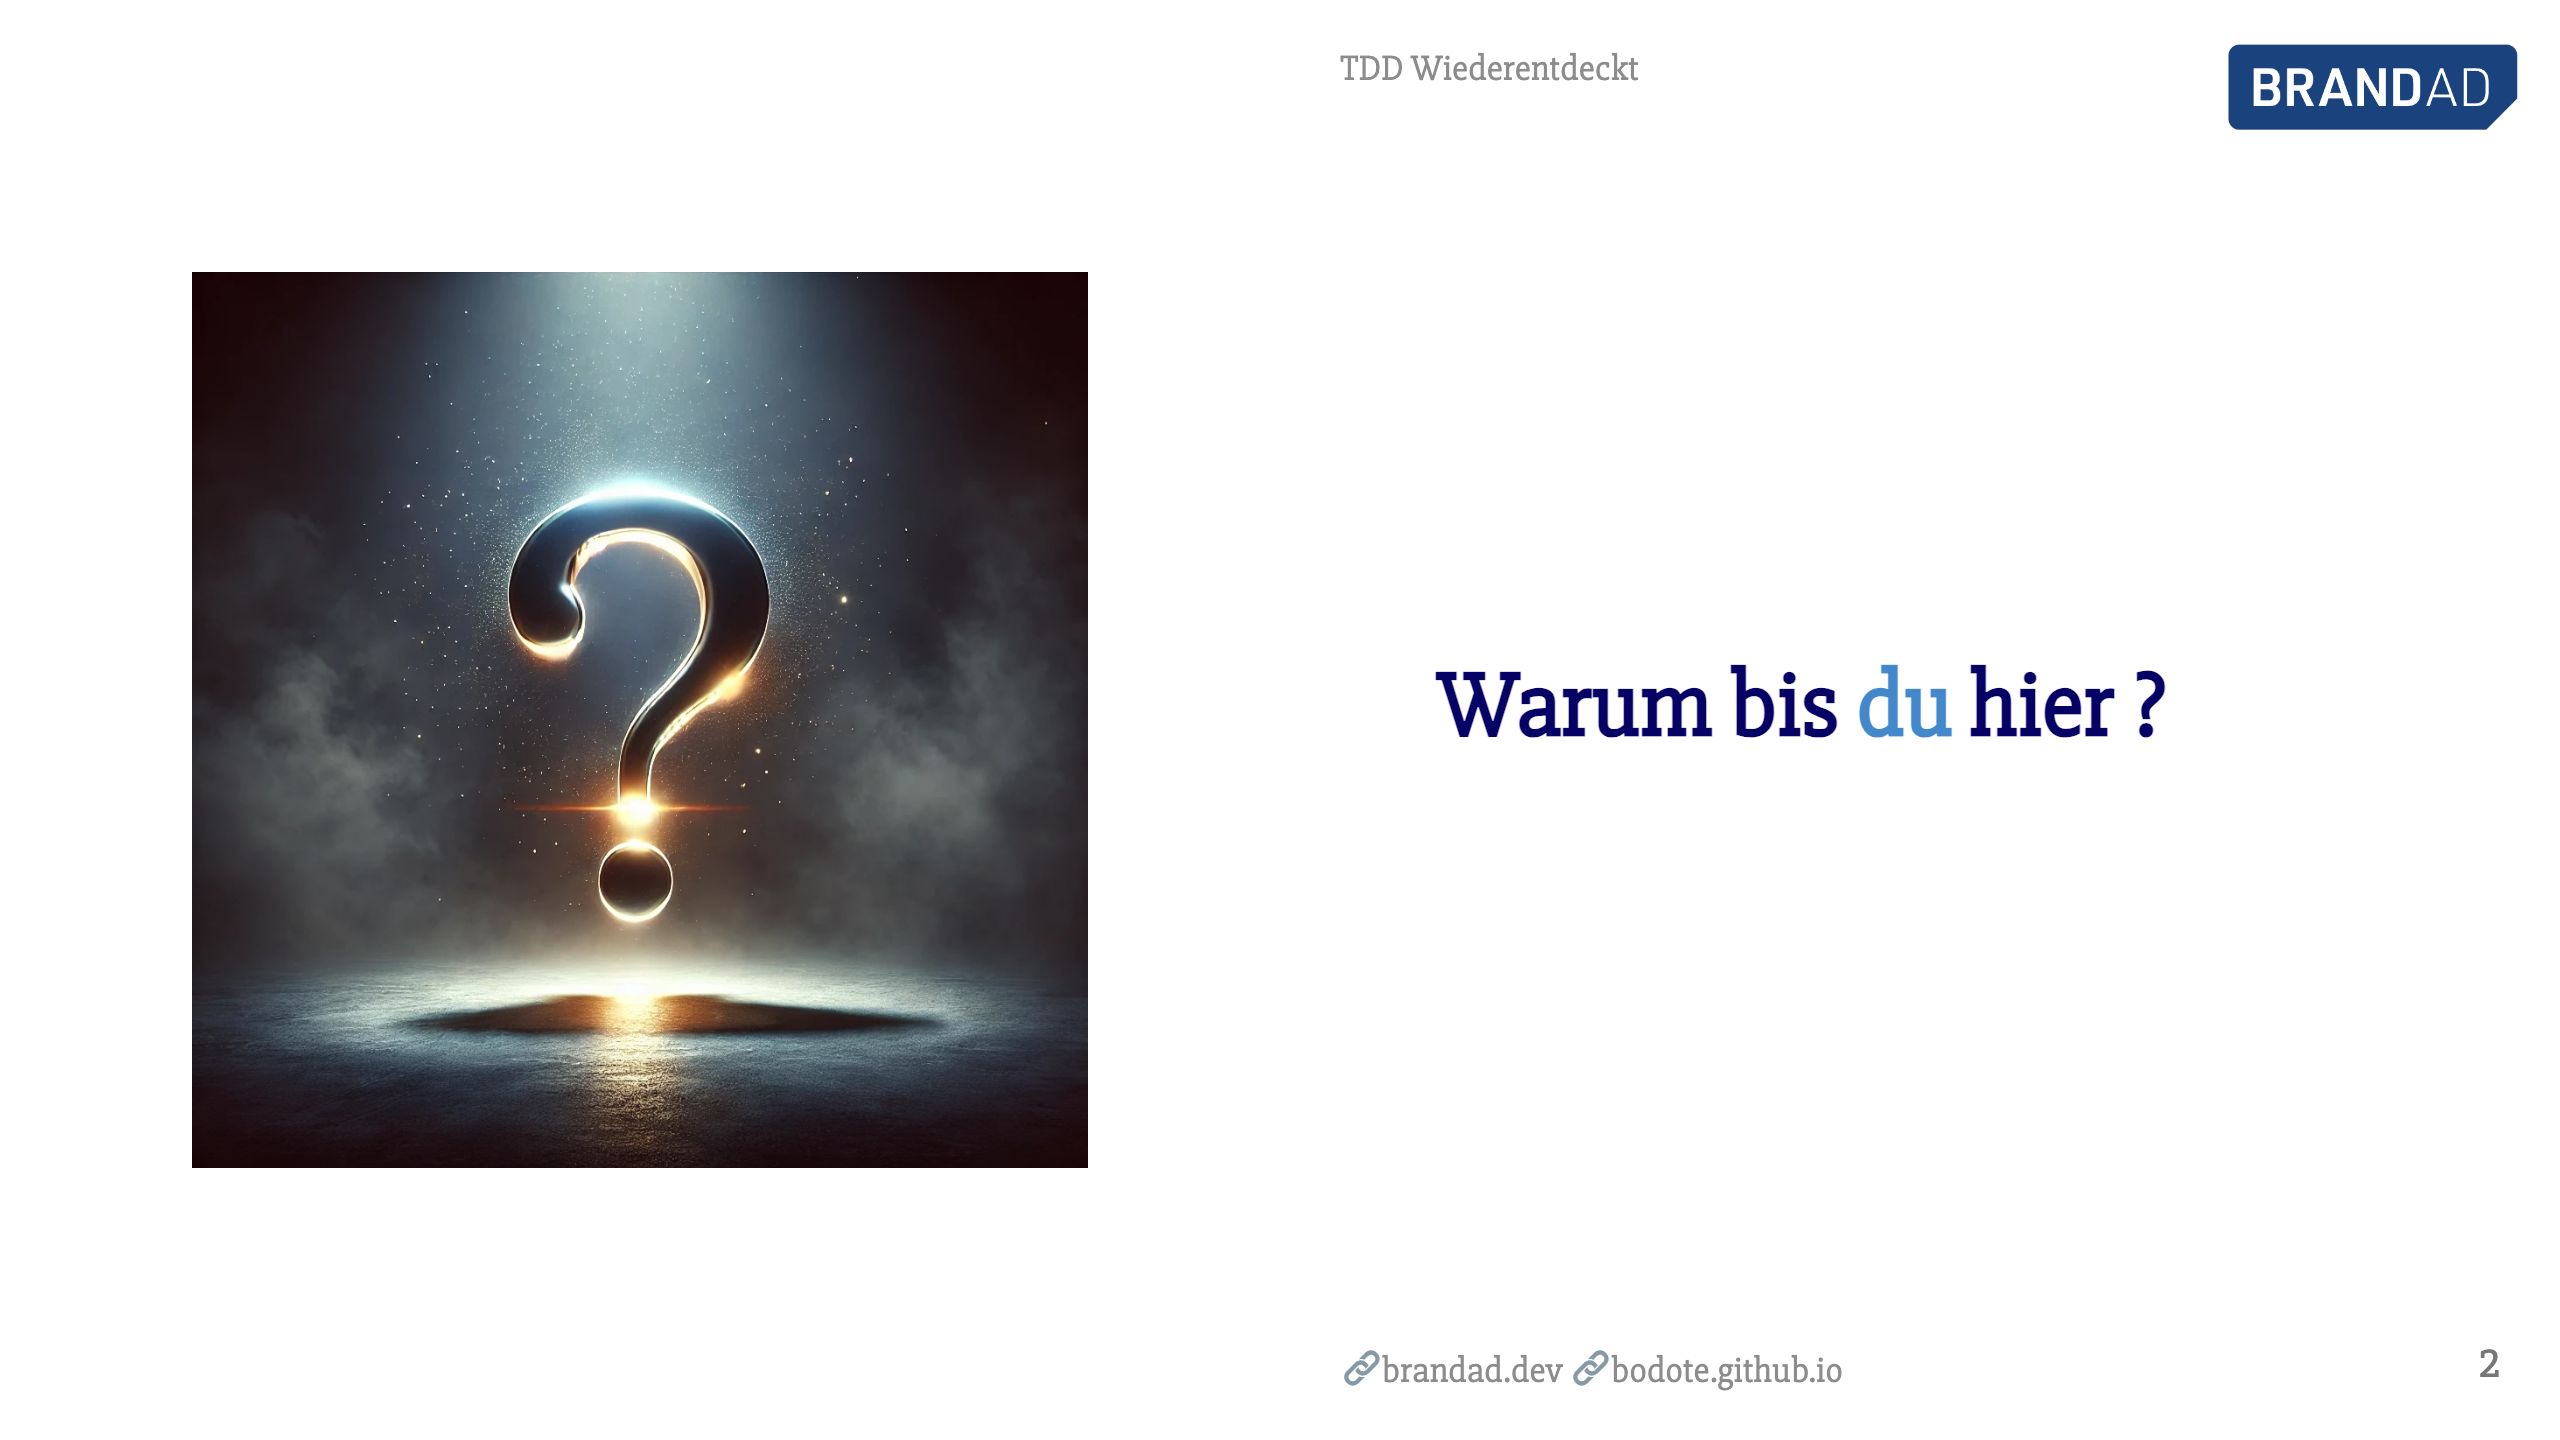 TDD Wiederentdeckt
BRANDAD
Warum bis du hier ?
brandad.dev bodote.github.io
2